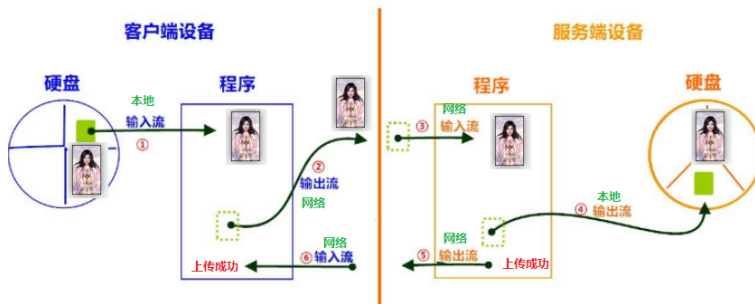 客户端设备
服务端设备
硬盘
程序
程序
硬盘
本地
输入流
①
②
输出流
网络
网络
③ 输入流
本地
④ 输出流
网络
⑥ 输入流
上传成功
网络
⑤ 输出流
上传成功